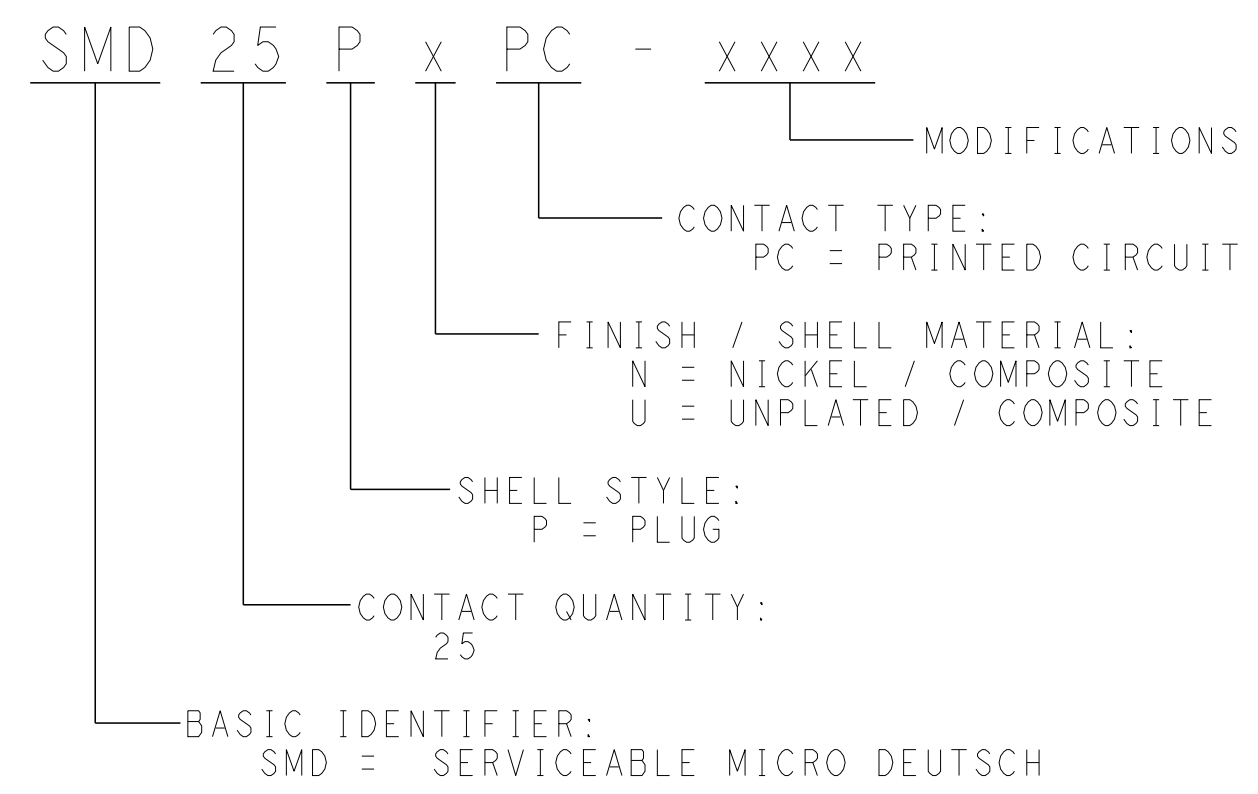 SMD 25 P x PC - xxxx
MODIFICATIONS
CONTACT TYPE:
PC = PRINTED CIRCUIT
FINISH / SHELL MATERIAL:
N = NICKEL / COMPOSITE
U = UNPLATED / COMPOSITE
SHELL STYLE:
P = PLUG
CONTACT QUANTITY:
25
BASIC IDENTIFIER:
SMD = SERVICEABLE MICRO DEUTSCH